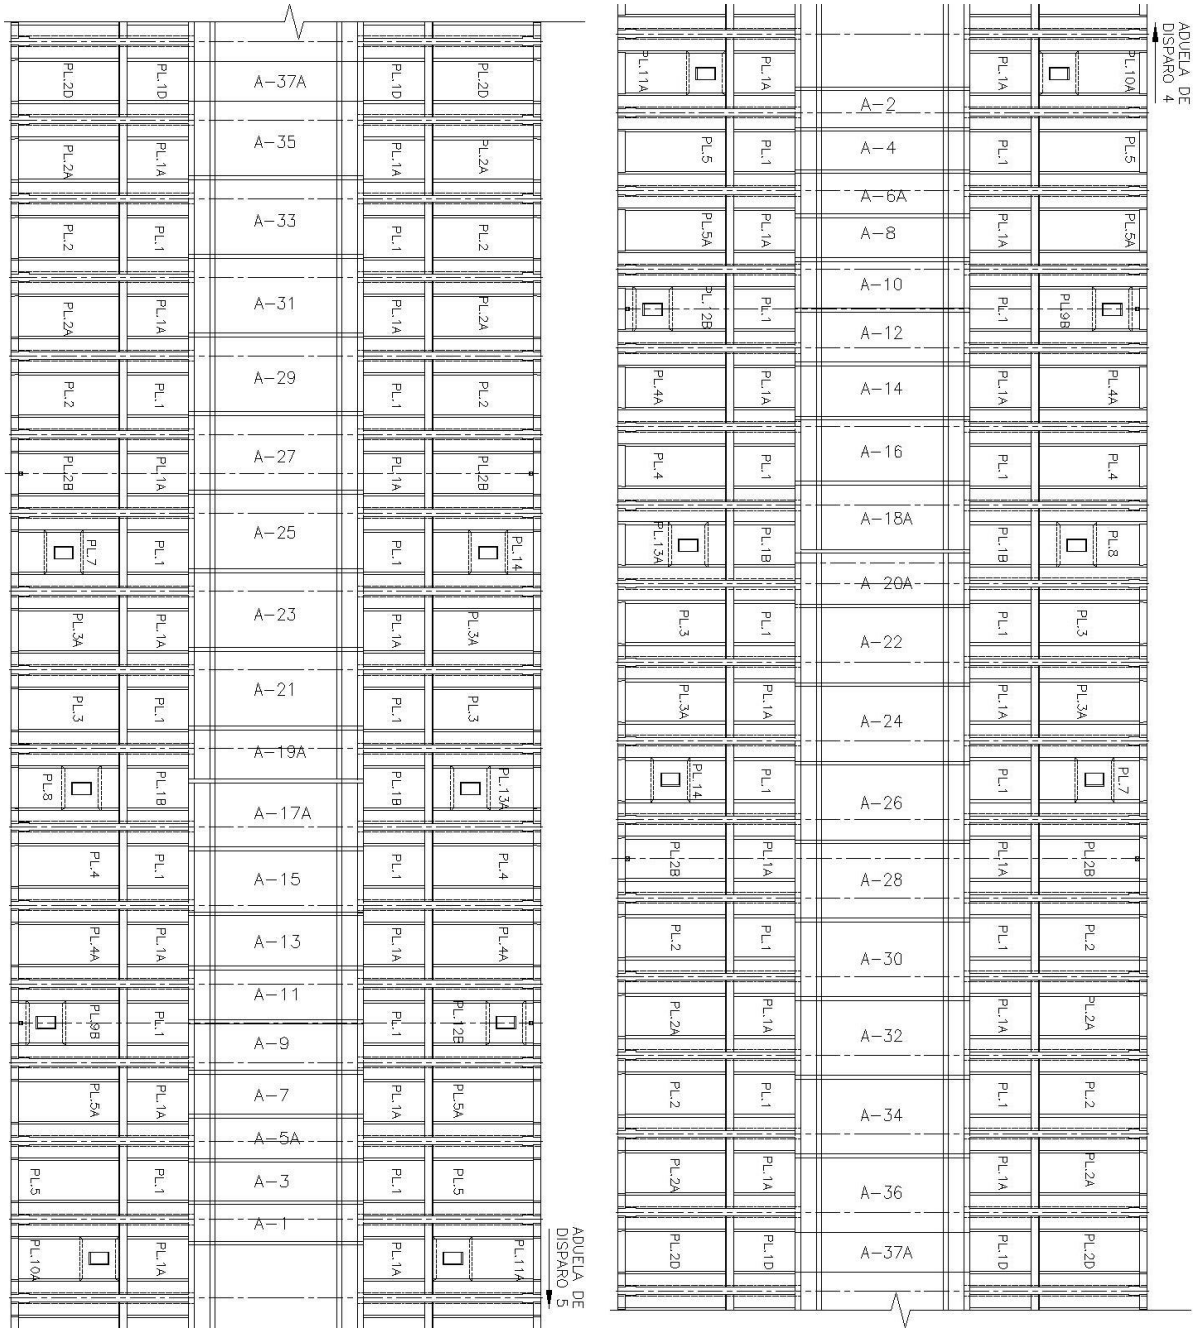 PL.2D PL.1D A-37A PL.1D PL.2D
A-35
PL.2A PL.1A PL.1A PL.2A
A-33
PL.2 PL.1 PL.1 PL.2
A-31
PL.2A PL.1A PL.1A PL.2A
A-29
PL.2 PL.1 PL.1 PL.2
A-27
PL.2B PL.1A PL.1A PL.2B
A-25
PL.7 PL.1 PL.1 PL.14
A-23
PL.3A PL.1A PL.1A PL.3A
A-21
PL.3 PL.1 PL.1 PL.3
A-19A
PL.8 PL.1B PL.1B PL.13A
A-17A
PL.4 PL.1 PL.1 PL.4
A-15
PL.4A PL.1A A-13 PL.1A PL.4A
A-11
PL.9B PL.1 PL.1 PL.12B
A-9
PL.5A PL.1A A-7 PL.1A PL.5A
A-5A
PL.5 PL.1 A-3 PL.1 PL.5
A-1
PL.10A PL.1A PL.1A PL.11A
ADUELA DE
DISPARO 5
ADUELA DE
DISPARO 4
PL.11A PL.1A PL.1A PL.10A
A-2
PL.5 PL.1 A-4 PL.1 PL.5
A-6A
PL.5A PL.1A A-8 PL.1A PL.5A
A-10
PL.12B PL.1 PL.1 PL.9B
A-12
PL.4A PL.1A A-14 PL.1A PL.4A
A-16
PL.4 PL.1 PL.1 PL.4
A-18A
PL.13A PL.1B PL.1B PL.8
A-20A
PL.3 PL.1 PL.1 PL.3
A-22
PL.3A PL.1A PL.1A PL.3A
A-24
PL.14 PL.1 PL.1 PL.7
A-26
PL.2B PL.1A PL.1A PL.2B
A-28
PL.2 PL.1 PL.1 PL.2
A-30
PL.2A PL.1A PL.1A PL.2A
A-32
PL.2 PL.1 PL.1 PL.2
A-34
PL.2A PL.1A PL.1A PL.2A
A-36
PL.2D PL.1D A-37A PL.1D PL.2D